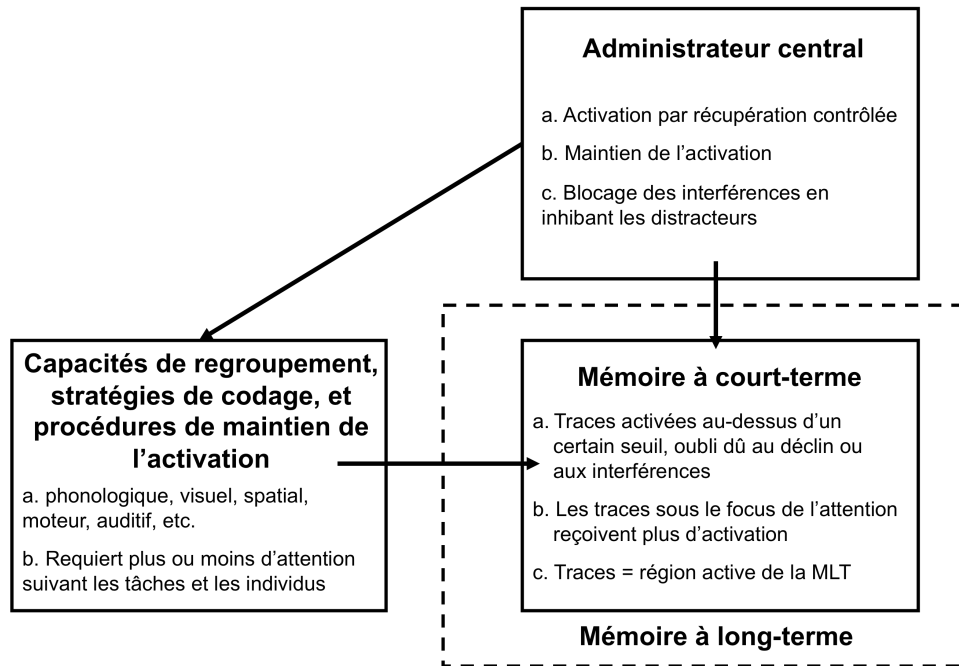 Administrateur central
a. Activation par récupération contrôlée
b. Maintien de l’activation
c. Blocage des interférences en
inhibant les distracteurs
Capacités de regroupement,
stratégies de codage, et
procédures de maintien de
l’activation
a. phonologique, visuel, spatial,
moteur, auditif, etc.
b. Requiert plus ou moins d’attention
suivant les tâches et les individus
Mémoire à court-terme
a. Traces activées au-dessus d’un
certain seuil, oubli dû au déclin ou
aux interférences
b. Les traces sous le focus de l’attention
reçoivent plus d’activation
c. Traces = région active de la MLT
Mémoire à long-terme